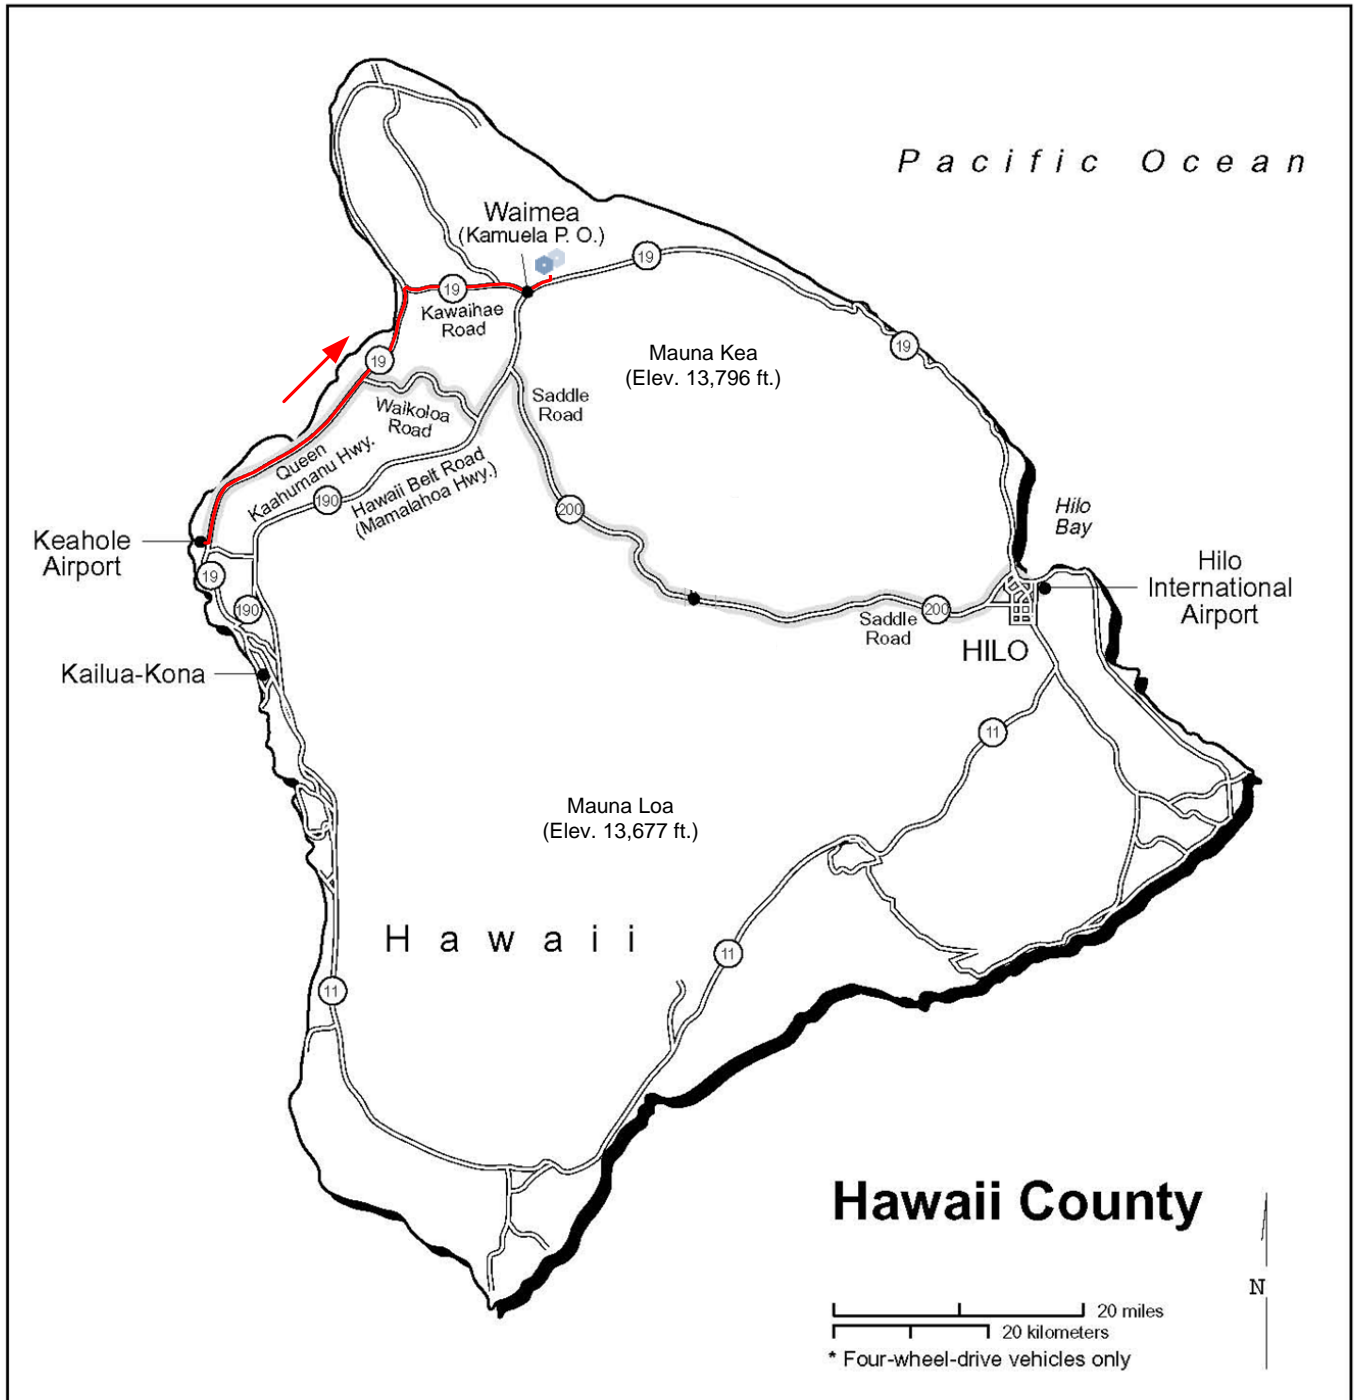 Pacific Ocean
Waimea
(Kamuela P. O.)
19
19
Kawaihae
Road
19
19
Mauna Kea
(Elev. 13,796 ft.)
Saddle
Road
Waikoloa
Road
Queen
Kaahumanu Hwy.
Hawaii Belt Road
(Mamalahoa Hwy.)
190
200
Hilo
Bay
Keahole
Airport
Hilo
International
Airport
19
190
200
Saddle
Road
HILO
Kailua-Kona
11
Mauna Loa
(Elev. 13,677 ft.)
Hawaii
11
11
Hawaii County
N
20 miles
20 kilometers
* Four-wheel-drive vehicles only